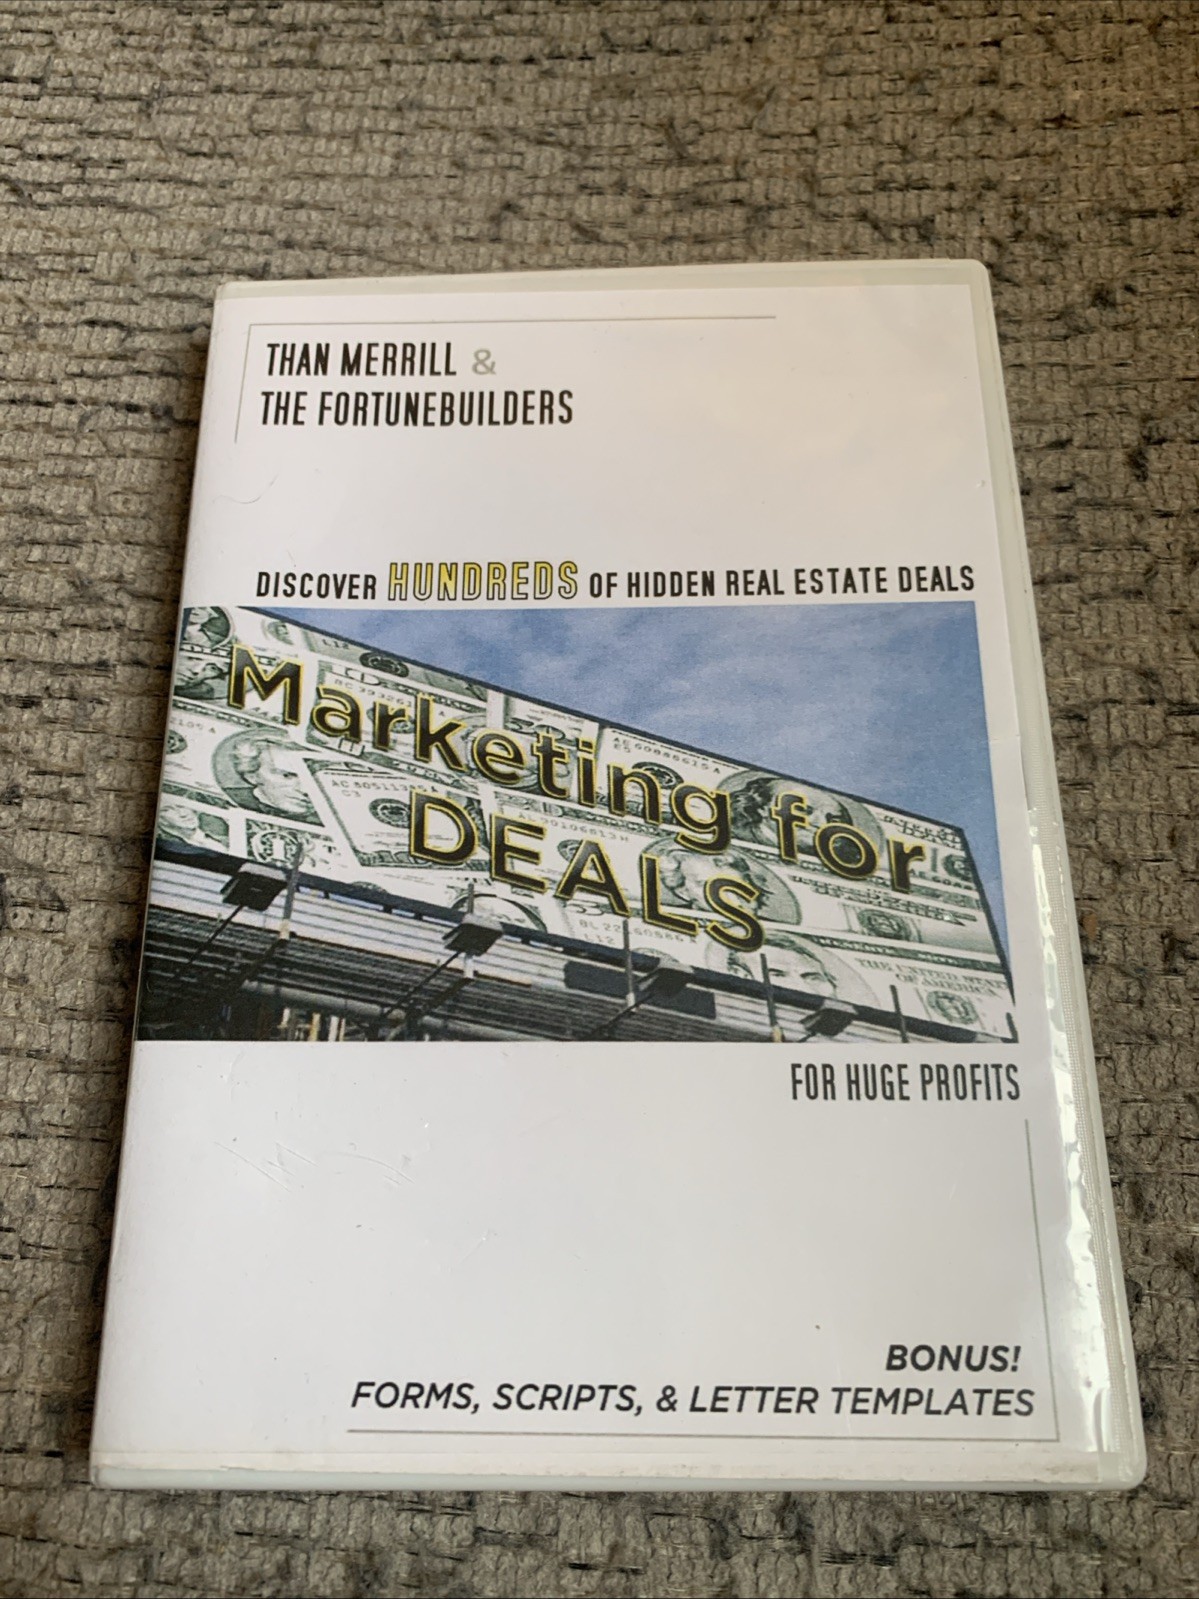 THAN MERRILL &
THE FORTUNEBUILDERS
DISCOVER HUNDREDS OF HIDDEN REAL ESTATE DEALS
Marketing for
DEALS
FOR HUGE PROFITS
BONUS!
FORMS, SCRIPTS, & LETTER TEMPLATES